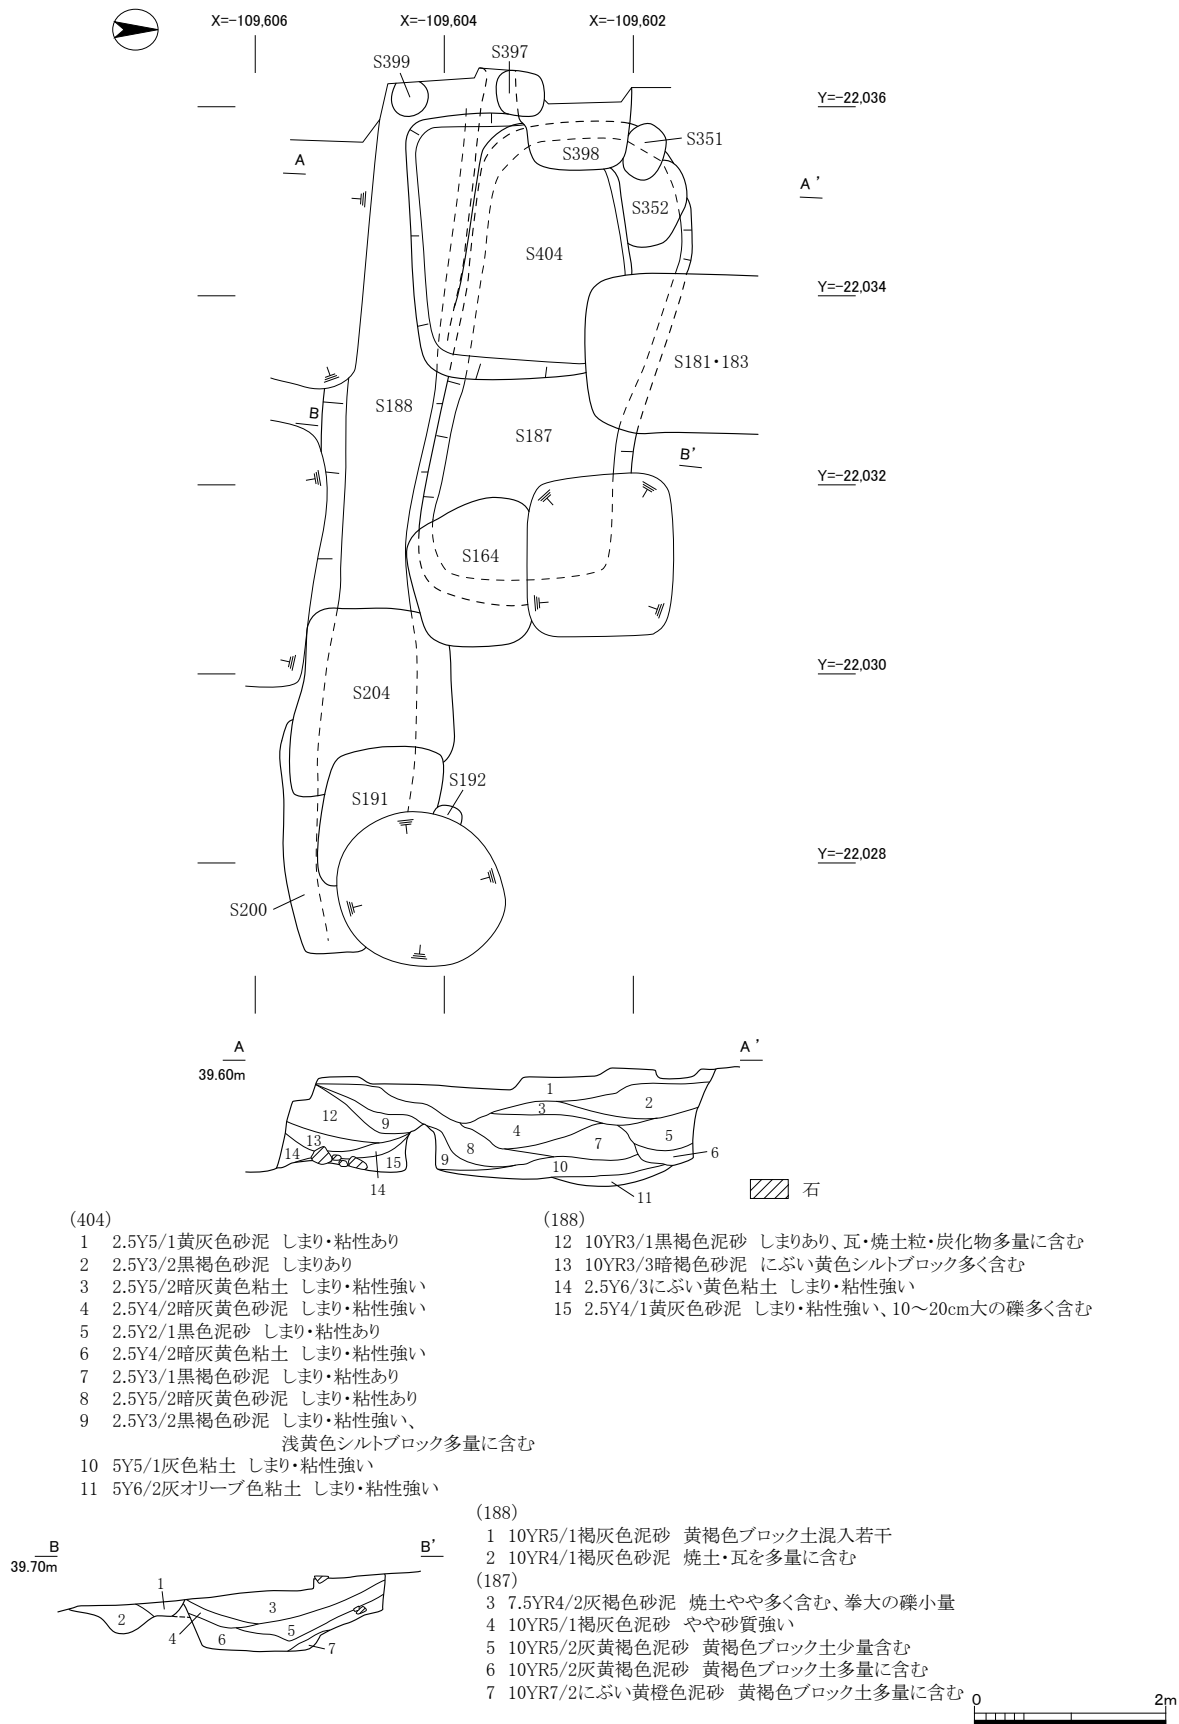 X=-109,606
X=-109,604
X=-109,602
S397
S399
Y=-22,036
S351
A
S398
A’
S352
S404
Y=-22,034
S181・183
S188
B
S187
B’
Y=-22,032
S164
Y=-22,030
S204
S192
S191
Y=-22,028
S200
A
A’
39.60m
1
2
3
12
9
4
5
13
8
7
6
14
15
9
10
14
11
石
(404)
1 2.5Y5/1黄灰色砂泥 しまり・粘性あり
2 2.5Y3/2黒褐色砂泥 しまりあり
3 2.5Y5/2暗灰黄色粘土 しまり・粘性強い
4 2.5Y4/2暗灰黄色砂泥 しまり・粘性強い
5 2.5Y2/1黒色泥砂 しまり・粘性あり
6 2.5Y4/2暗灰黄色粘土 しまり・粘性強い
7 2.5Y3/1黒褐色砂泥 しまり・粘性あり
8 2.5Y5/2暗灰黄色砂泥 しまり・粘性あり
9 2.5Y3/2黒褐色砂泥 しまり・粘性強い、
浅黄色シルトブロック多量に含む
10 5Y5/1灰色粘土 しまり・粘性強い
11 5Y6/2灰オリーブ色粘土 しまり・粘性強い
(188)
12 10YR3/1黒褐色泥砂 しまりあり、瓦・焼土粒・炭化物多量に含む
13 10YR3/3暗褐色砂泥 にぶい黄色シルトブロック多く含む
14 2.5Y6/3にぶい黄色粘土 しまり・粘性強い
15 2.5Y4/1黄灰色砂泥 しまり・粘性強い、10～20cm大の礫多く含む
B
B’
39.70m
1
2
3
4
5
6
7
(188)
1 10YR5/1褐灰色泥砂 黄褐色ブロック土混入若干
2 10YR4/1褐灰色砂泥 焼土・瓦を多量に含む
(187)
3 7.5YR4/2灰褐色砂泥 焼土やや多く含む、拳大の礫小量
4 10YR5/1褐灰色泥砂 やや砂質強い
5 10YR5/2灰黄褐色泥砂 黄褐色ブロック土少量含む
6 10YR5/2灰黄褐色泥砂 黄褐色ブロック土多量に含む
7 10YR7/2にぶい黄橙色泥砂 黄褐色ブロック土多量に含む
0
2m